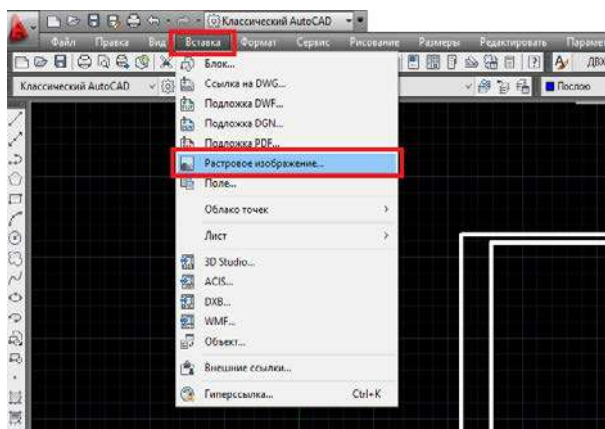 Классический AutoCAD
Файл Правка Вид Вставка Формат Сервис Рисование Размеры Редактировать Параме
Классический AutoCAD
Послою
Блок...
Ссылка на DWG...
Подложка DWF...
Подложка DGN...
Подложка PDF...
Растровое изображение...
Поле...
Облако точек
Лист
3D Studio...
ACIS...
DXB...
WMF...
Объект...
Внешние ссылки...
Гиперссылка... Ctrl+K